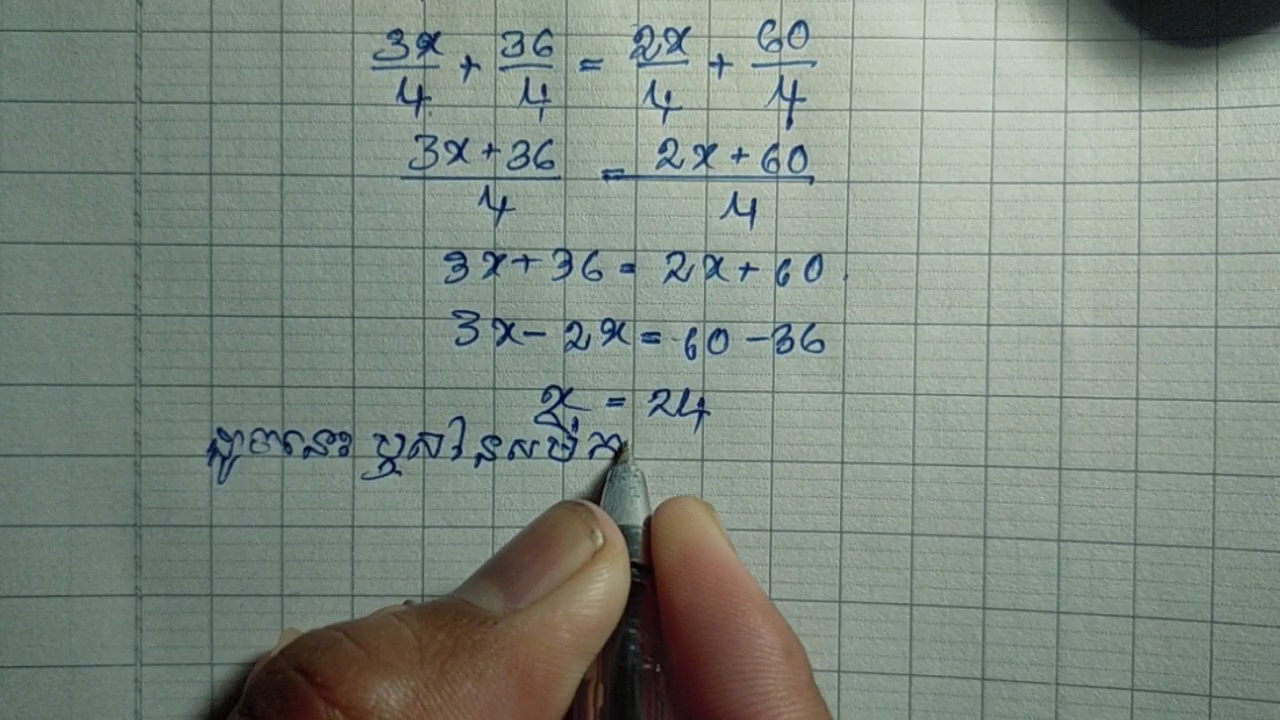 3x/4 + 36/4 = 2x/4 + 60/4
3x+36/4 = 2x+60/4
3x+36 = 2x+60
3x-2x = 60-36
x = 24
ដូចនេះ ឬសនៃសមីកា